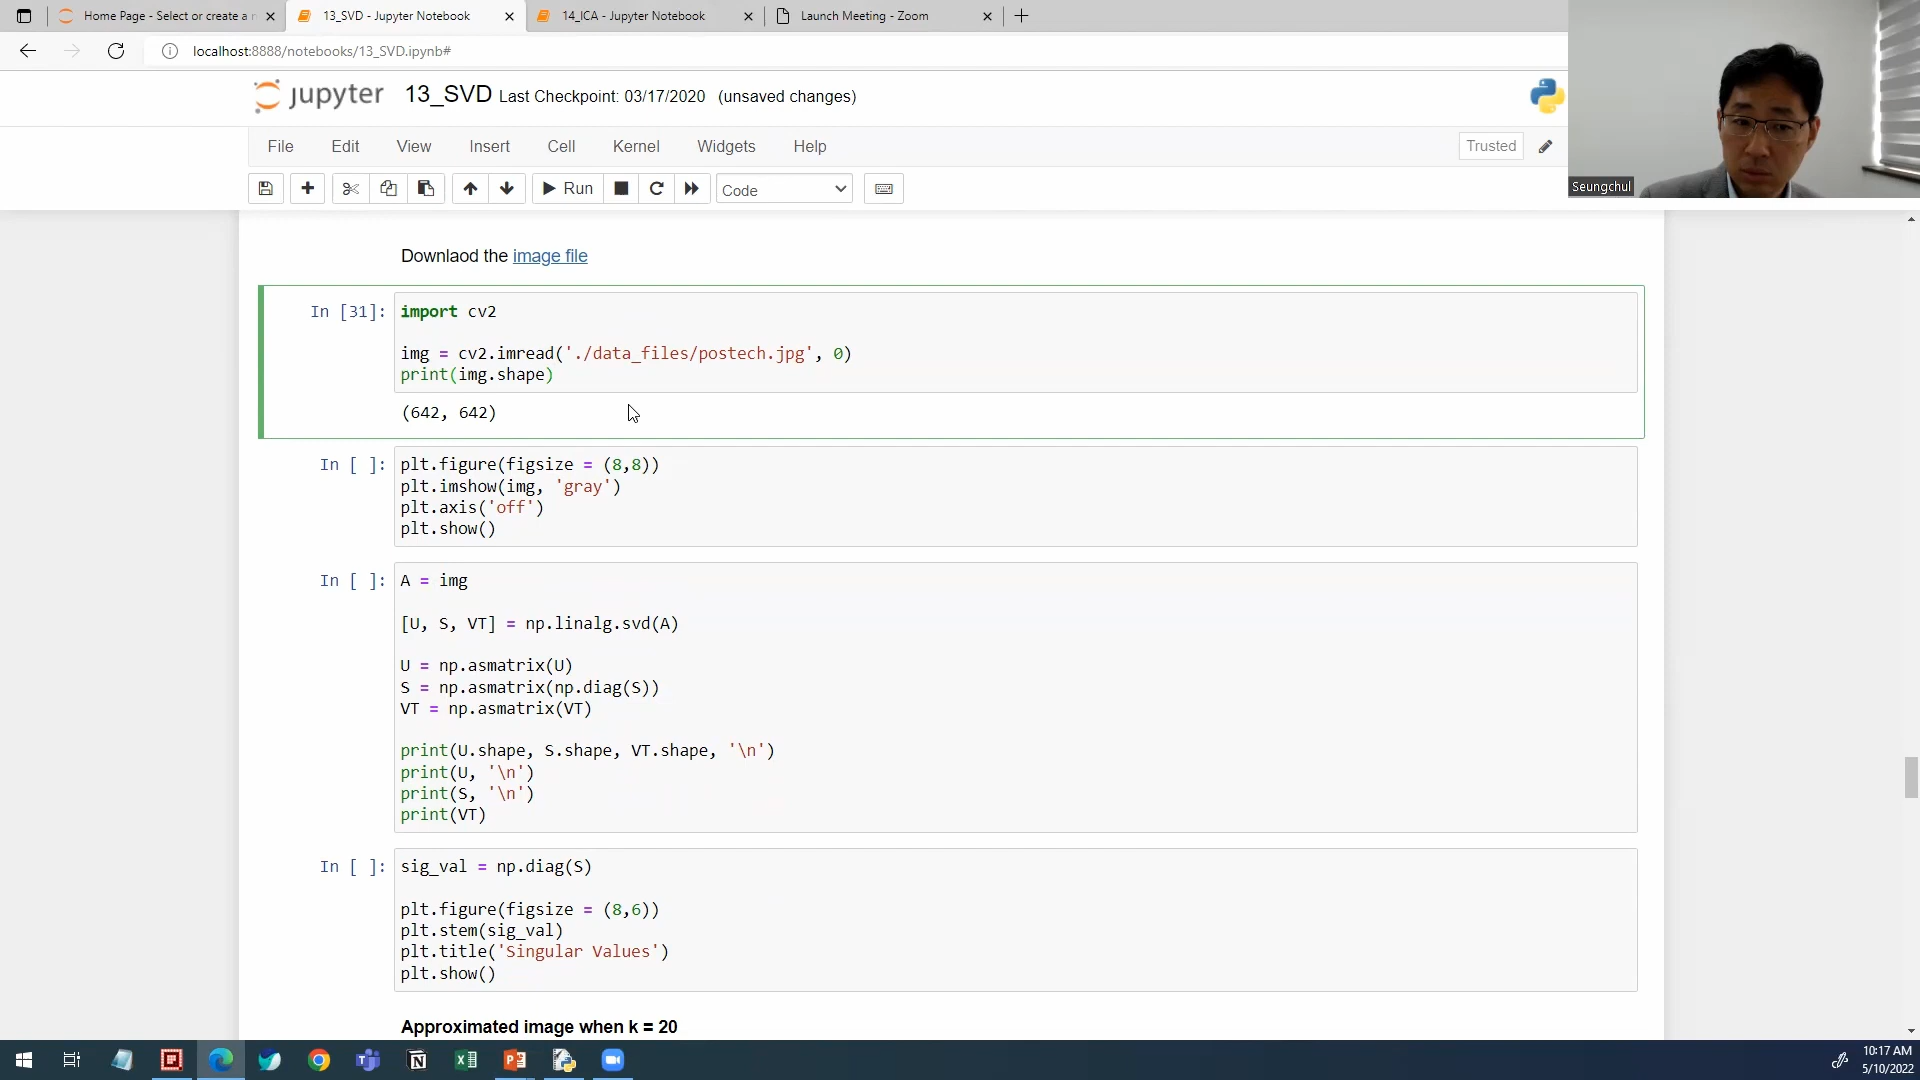 Home Page - Select or create a n
13_SVD - Jupyter Notebook
14_ICA - Jupyter Notebook
Launch Meeting - Zoom
localhost:8888/notebooks/13_SVD.ipynb#
jupyter 13_SVD Last Checkpoint: 03/17/2020 (unsaved changes)
File Edit View Insert Cell Kernel Widgets Help
Trusted
Run
Code
Seungchul
Downlaod the image file
In [31]: import cv2
img = cv2.imread('./data_files/postech.jpg', 0)
print(img.shape)
(642, 642)
In [ ]: plt.figure(figsize = (8,8))
plt.imshow(img, 'gray')
plt.axis('off')
plt.show()
In [ ]: A = img
[U, S, VT] = np.linalg.svd(A)
U = np.asmatrix(U)
S = np.asmatrix(np.diag(S))
VT = np.asmatrix(VT)
print(U.shape, S.shape, VT.shape, '\n')
print(U, '\n')
print(S, '\n')
print(VT)
In [ ]: sig_val = np.diag(S)
plt.figure(figsize = (8,6))
plt.stem(sig_val)
plt.title('Singular Values')
plt.show()
Approximated image when k = 20
10:17 AM
5/10/2022